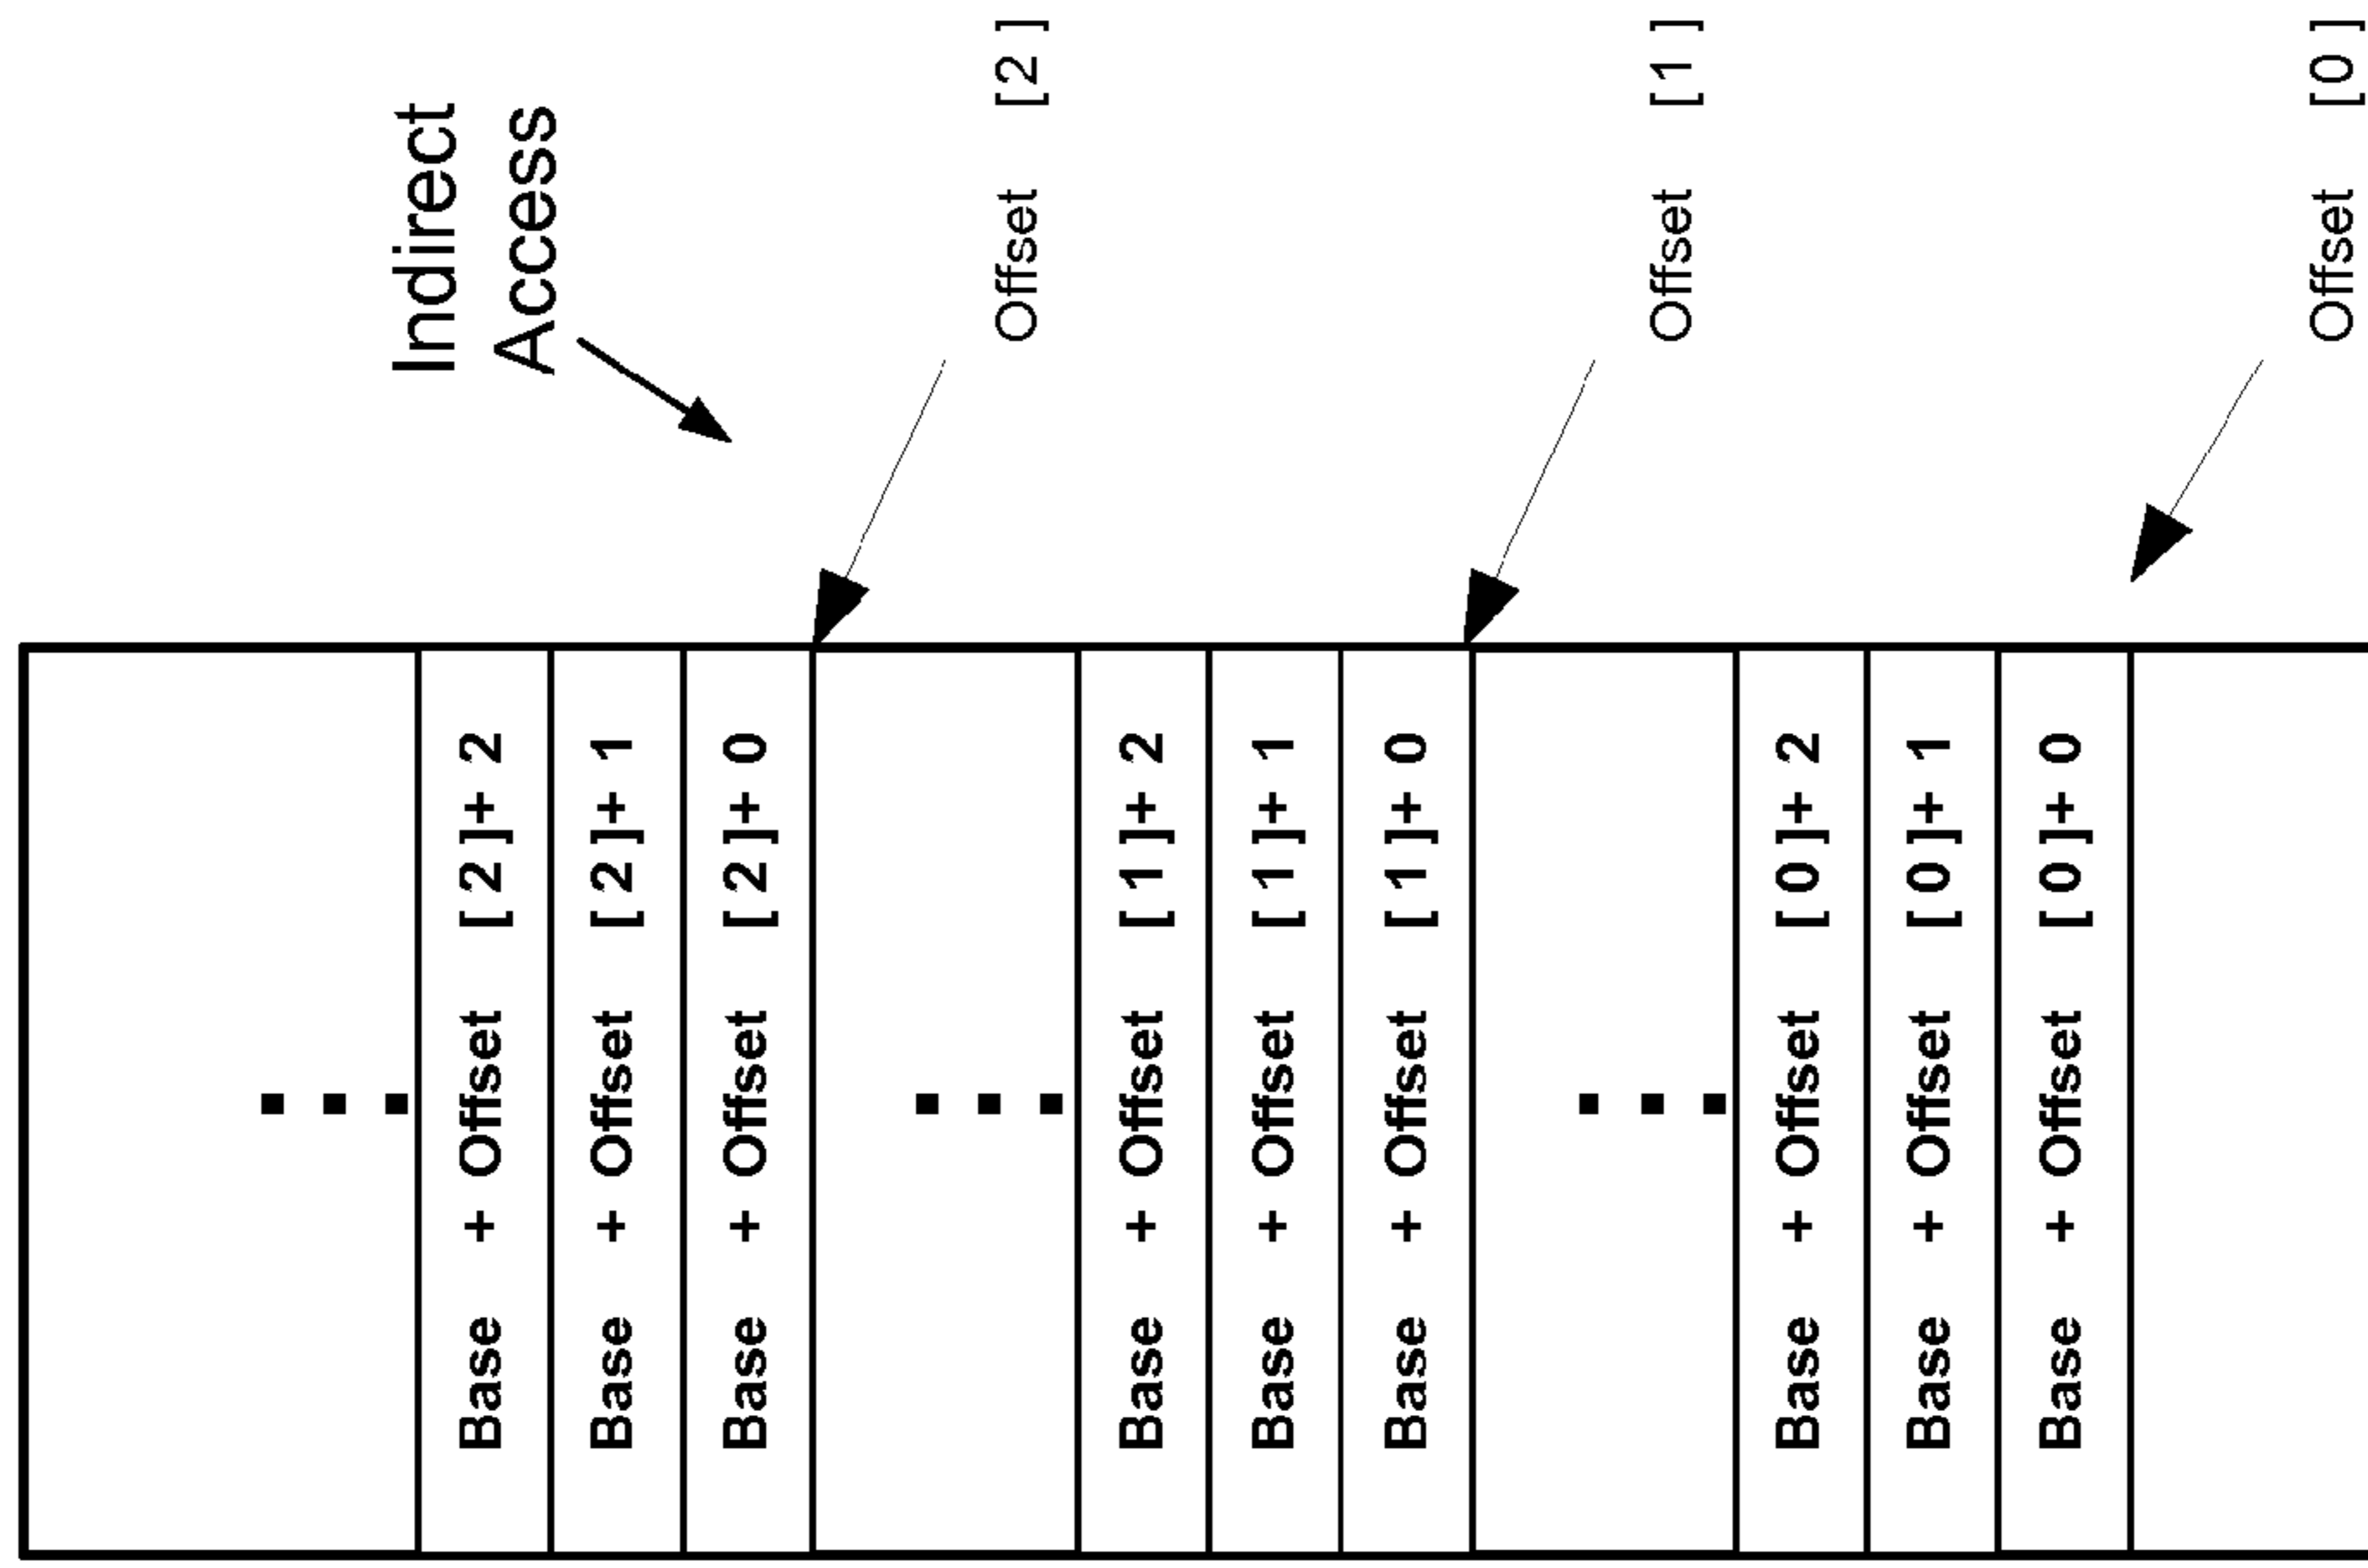 Indirect
Access
Offset [ 2 ]
Offset [ 1 ]
Offset [ 0 ]
Base + Offset [ 2 ]+ 2
Base + Offset [ 2 ]+ 1
Base + Offset [ 2 ]+ 0
Base + Offset [ 1 ]+ 2
Base + Offset [ 1 ]+ 1
Base + Offset [ 1 ]+ 0
Base + Offset [ 0 ]+ 2
Base + Offset [ 0 ]+ 1
Base + Offset [ 0 ]+ 0